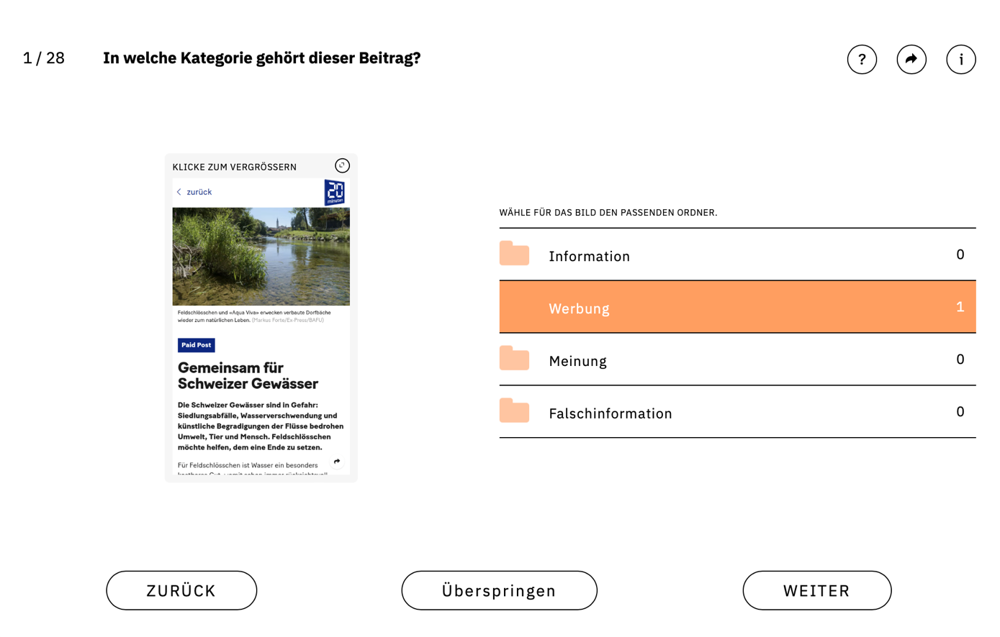 1 / 28
In welche Kategorie gehört dieser Beitrag?
?
i
KLICKE ZUM VERGRÖSSERN
zurück
20
minuten
Feldschlösschen und «Aqua Viva» erwecken verbaute Dorfbäche
wieder zum natürlichen Leben. (Markus Forte/Ex-Press/BAFU)
Paid Post
Gemeinsam für
Schweizer Gewässer
Die Schweizer Gewässer sind in Gefahr:
Siedlungsabfälle, Wasserverschwendung und
künstliche Begradigungen der Flüsse bedrohen
Umwelt, Tier und Mensch. Feldschlösschen
möchte helfen, dem eine Ende zu setzen.
Für Feldschlösschen ist Wasser ein besonders
WÄHLE FÜR DAS BILD DEN PASSENDEN ORDNER.
Information 0
Werbung 1
Meinung 0
Falschinformation 0
ZURÜCK
Überspringen
WEITER